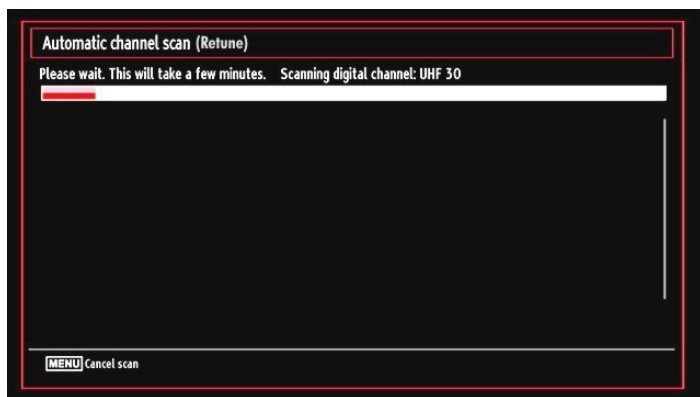 Automatic channel scan (Retune)
Please wait. This will take a few minutes. Scanning digital channel: UHF 30
MENU Cancel scan